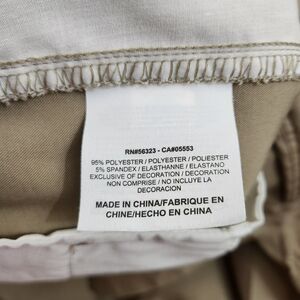 RN#56323 - CA#05553
95% POLYESTER / POLYESTER / POLIESTER
5% SPANDEX / ELASTHANNE / ELASTANO
EXCLUSIVE OF DECORATION / DECORATION
NON COMPRISE / NO INCLUYE LA
DECORACION
MADE IN CHINA/FABRIQUE EN
CHINE/HECHO EN CHINA